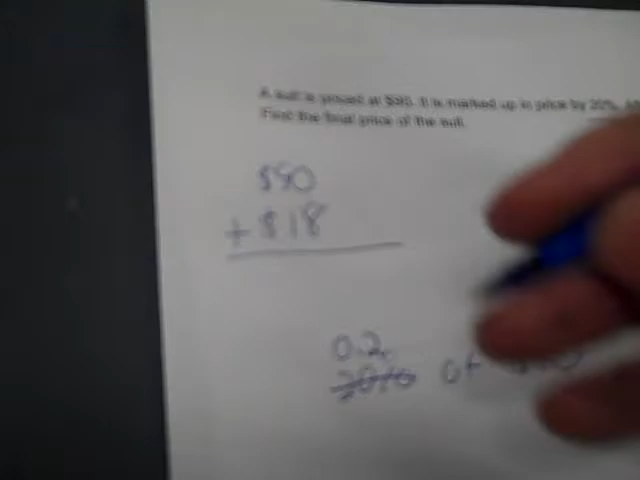 A suit is priced at $90. It is marked up in price by 20%.
Find the final price of the suit.
$90
+ $18
0.2
20% of